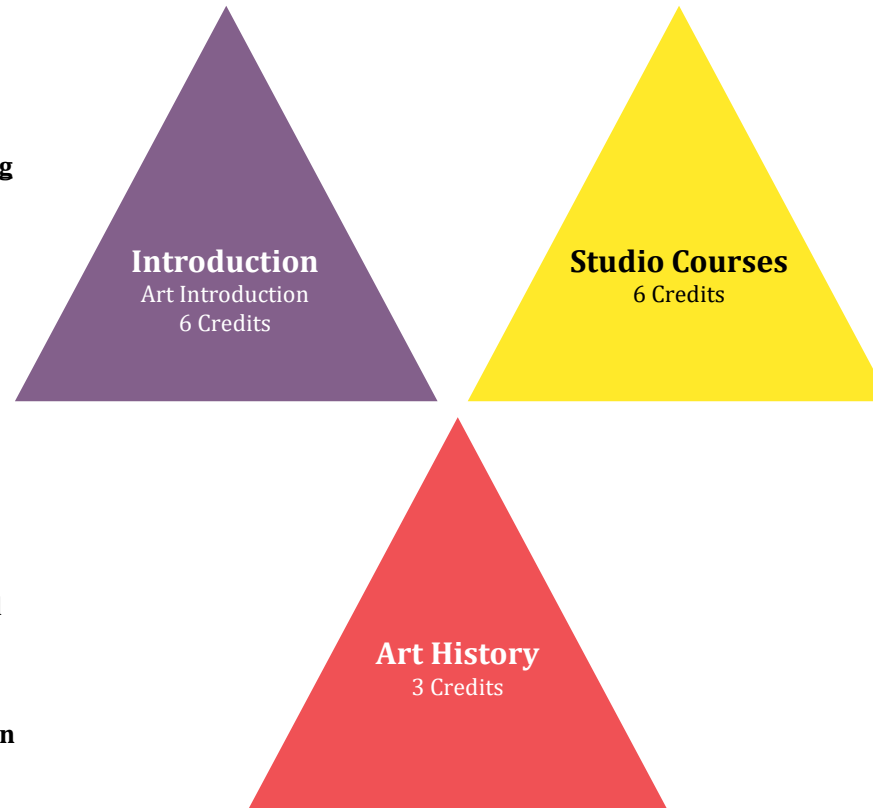 g
Introduction
Art Introduction
6 Credits
Studio Courses
6 Credits
Art History
3 Credits
n